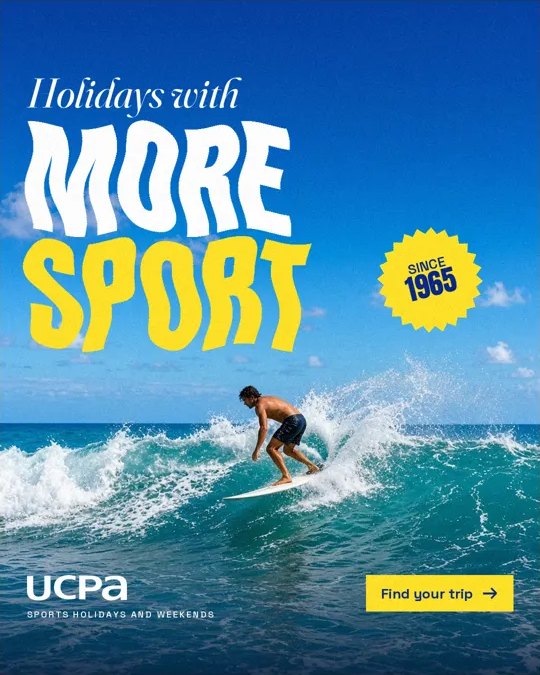 Holidays with
MORE
SPORT
SINCE
1965
UCPA
SPORTS HOLIDAYS AND WEEKENDS
Find your trip →